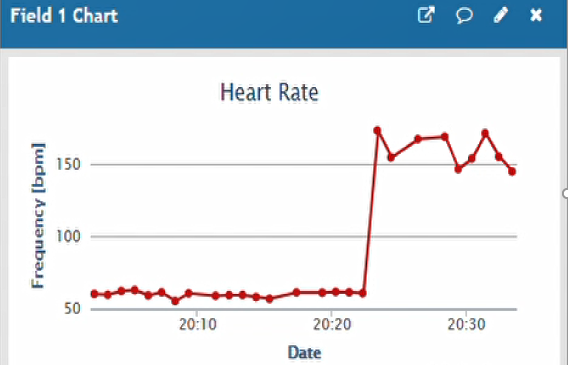 Field 1 Chart
Heart Rate
Frequency [bpm]
150
100
50
20:10 20:20 20:30
Date